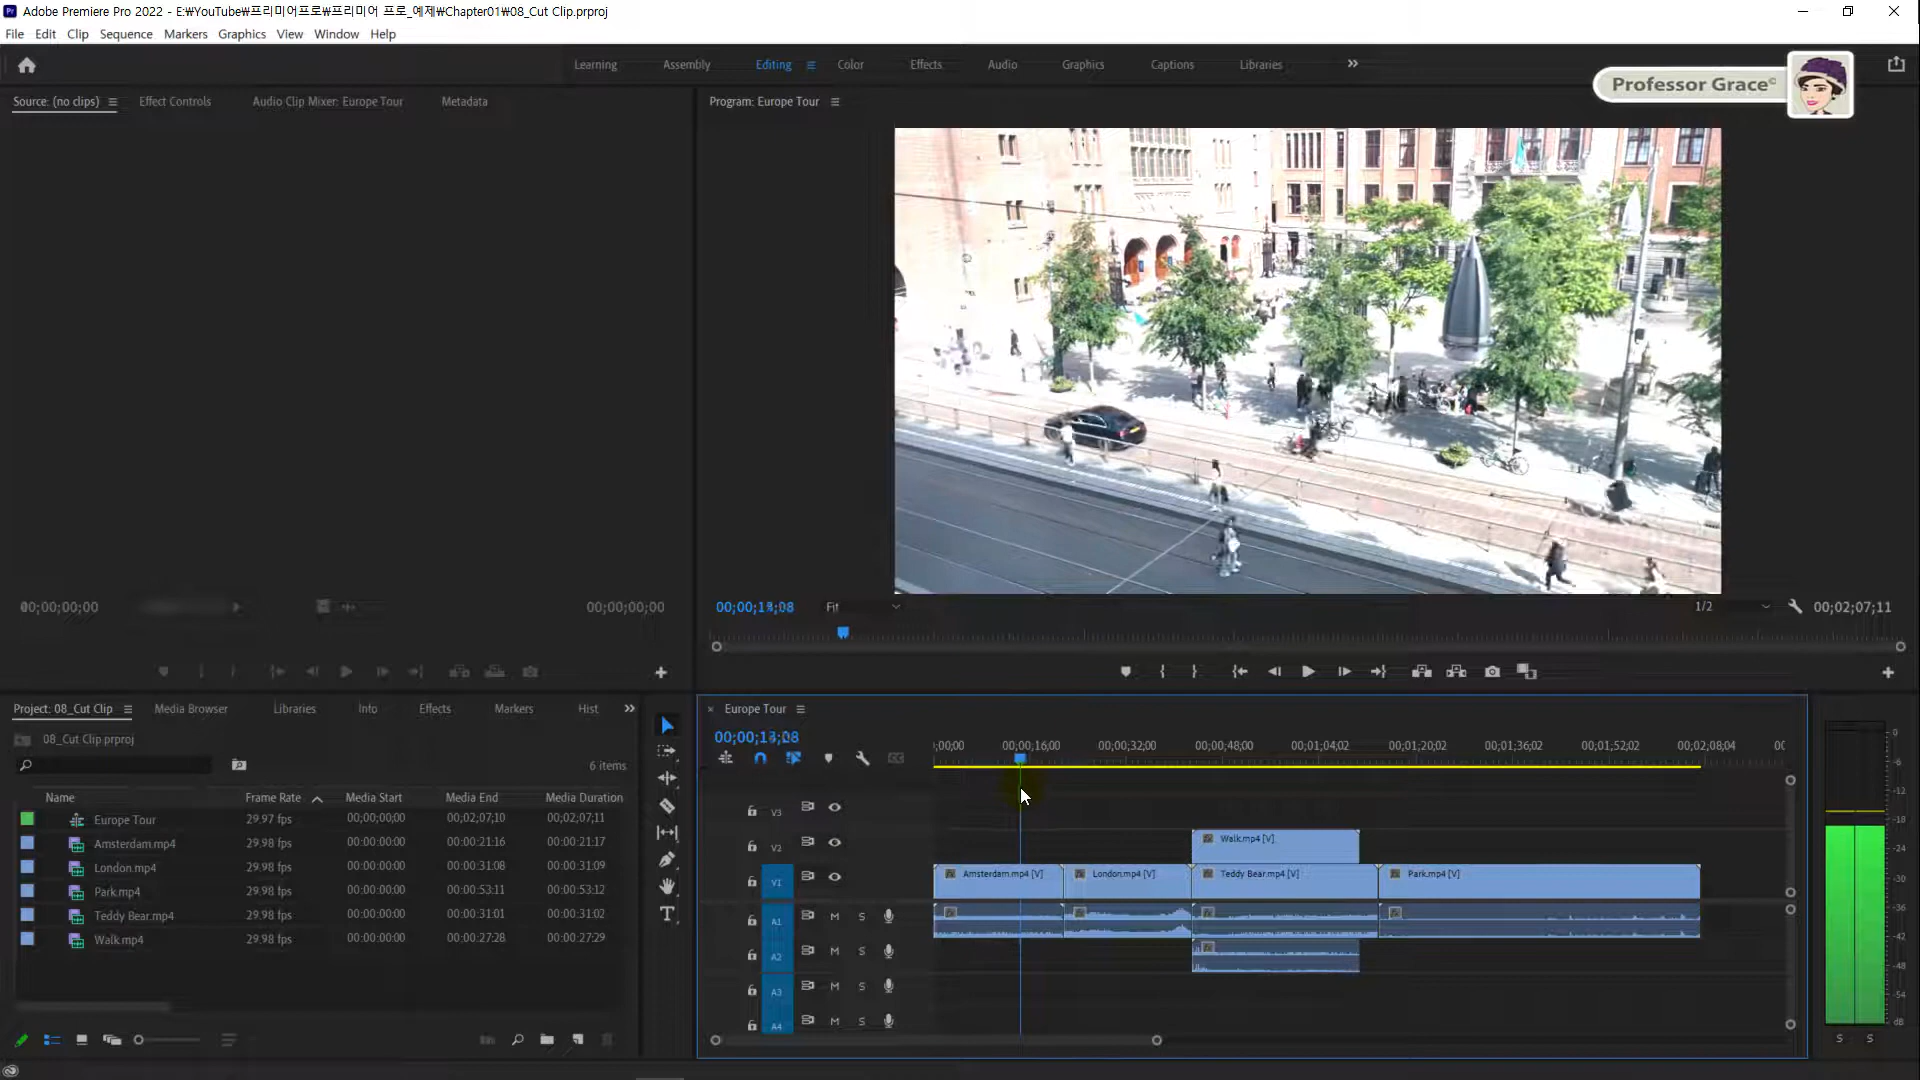 Adobe Premiere Pro 2022 - E:₩YouTube₩프리미어프로₩프리미어 프로_예제₩Chapter01₩08_Cut Clip.prproj
File Edit Clip Sequence Markers Graphics View Window Help
Learning Assembly Editing Color Effects Audio Graphics Captions Libraries
Professor Grace©
Source: (no clips) Effect Controls Audio Clip Mixer: Europe Tour Metadata
Program: Europe Tour
00;00;00;00
00;00;00;00
Fit
1/2
00;02;07;11
Project: 08_Cut Clip Media Browser Libraries Info Effects Markers Hist
08_Cut Clip.prproj
6 items
Name Frame Rate Media Start Media End Media Duration
Europe Tour 29.97 fps 00;00;00;00 00;02;07;10 00;02;07;11
Amsterdam.mp4 29.98 fps 00:00:00:00 00:00:21:16 00:00:21:17
London.mp4 29.98 fps 00:00:00:00 00:00:31:08 00:00:31:09
Park.mp4 29.98 fps 00:00:00:00 00:00:53:11 00:00:53:12
Teddy Bear.mp4 29.98 fps 00:00:00:00 00:00:31:01 00:00:31:02
Walk.mp4 29.98 fps 00:00:00:00 00:00:27:28 00:00:27:29
Europe Tour
;00;00 00;00;16;00 00;00;32;00 00;00;48;00 00;01;04;02 00;01;20;02 00;01;36;02 00;01;52;02 00;02;08;04 00
V3
V2
Walk.mp4 [V]
V1
Amsterdam.mp4 [V] London.mp4 [V] Teddy Bear.mp4 [V] Park.mp4 [V]
A1 M S
A2 M S
A3 M S
A4 M S
0
-6
-12
-18
-24
-30
-36
-42
-48
-54
dB
S S